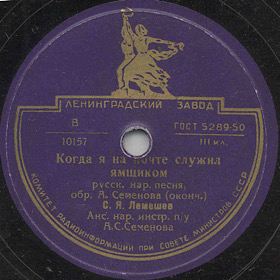 ЛЕНИНГРАДСКИЙ ЗАВОД
В ГОСТ 5289-50
10157 III кл.
Когда я на почте служил
ямщиком
русск. нар. песня,
обр. А. Семенова (оконч.)
С. Я. Лемешев
Анс. нар. инстр. п/у
А. С. Семенова
КОМИТЕТ РАДИОИНФОРМАЦИИ ПРИ СОВЕТЕ МИНИСТРОВ СССР